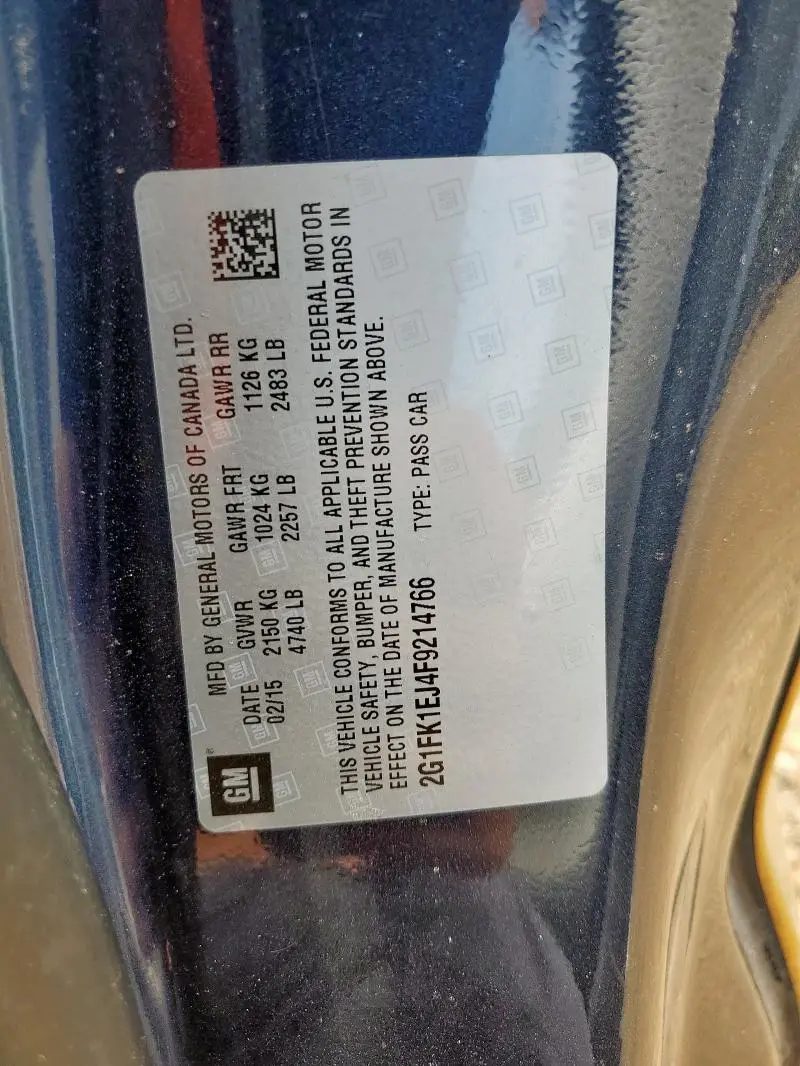 GM ®
MFD BY GENERAL MOTORS OF CANADA LTD.
DATE GVWR GAWR FRT GAWR RR
02/15 2150 KG 1024 KG 1126 KG
4740 LB 2257 LB 2483 LB
THIS VEHICLE CONFORMS TO ALL APPLICABLE U.S. FEDERAL MOTOR
VEHICLE SAFETY, BUMPER, AND THEFT PREVENTION STANDARDS IN
EFFECT ON THE DATE OF MANUFACTURE SHOWN ABOVE.
2G1FK1EJ4F9214766 TYPE: PASS CAR